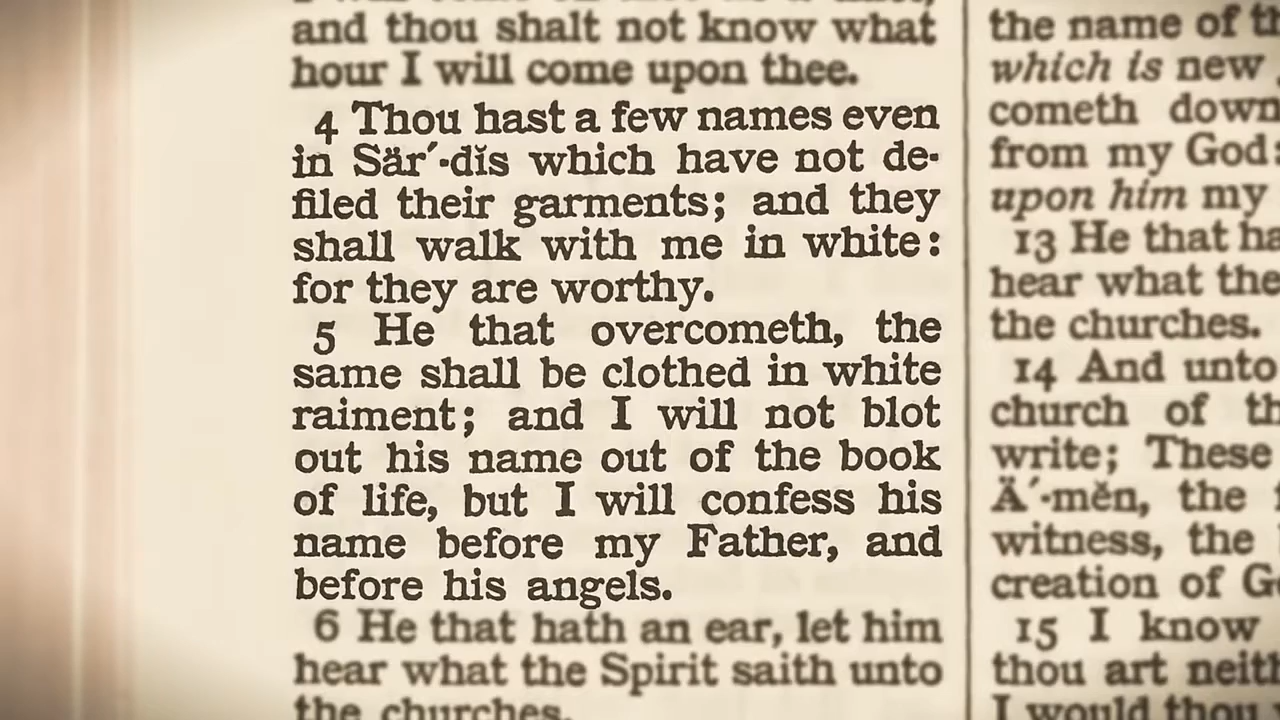 and thou shalt not know what
hour I will come upon thee.
4 Thou hast a few names even
in Sär´-dĭs which have not de-
filed their garments; and they
shall walk with me in white:
for they are worthy.
5 He that overcometh, the
same shall be clothed in white
raiment; and I will not blot
out his name out of the book
of life, but I will confess his
name before my Father, and
before his angels.
6 He that hath an ear, let him
hear what the Spirit saith unto
the churches.
the name of
which is new
cometh down
from my God:
upon him my
13 He that
hear what the
the churches.
14 And unto
church of
write; These
Ä´-mĕn, the
witness, the
creation of
15 I know
thou art
I would thou